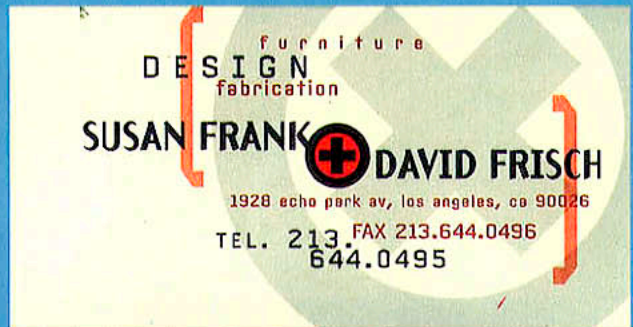 furniture
DESIGN
fabrication
SUSAN FRANK
DAVID FRISCH
1928 echo park av, los angeles, ca 90026
FAX 213.644.0496
TEL. 213.
644.0495